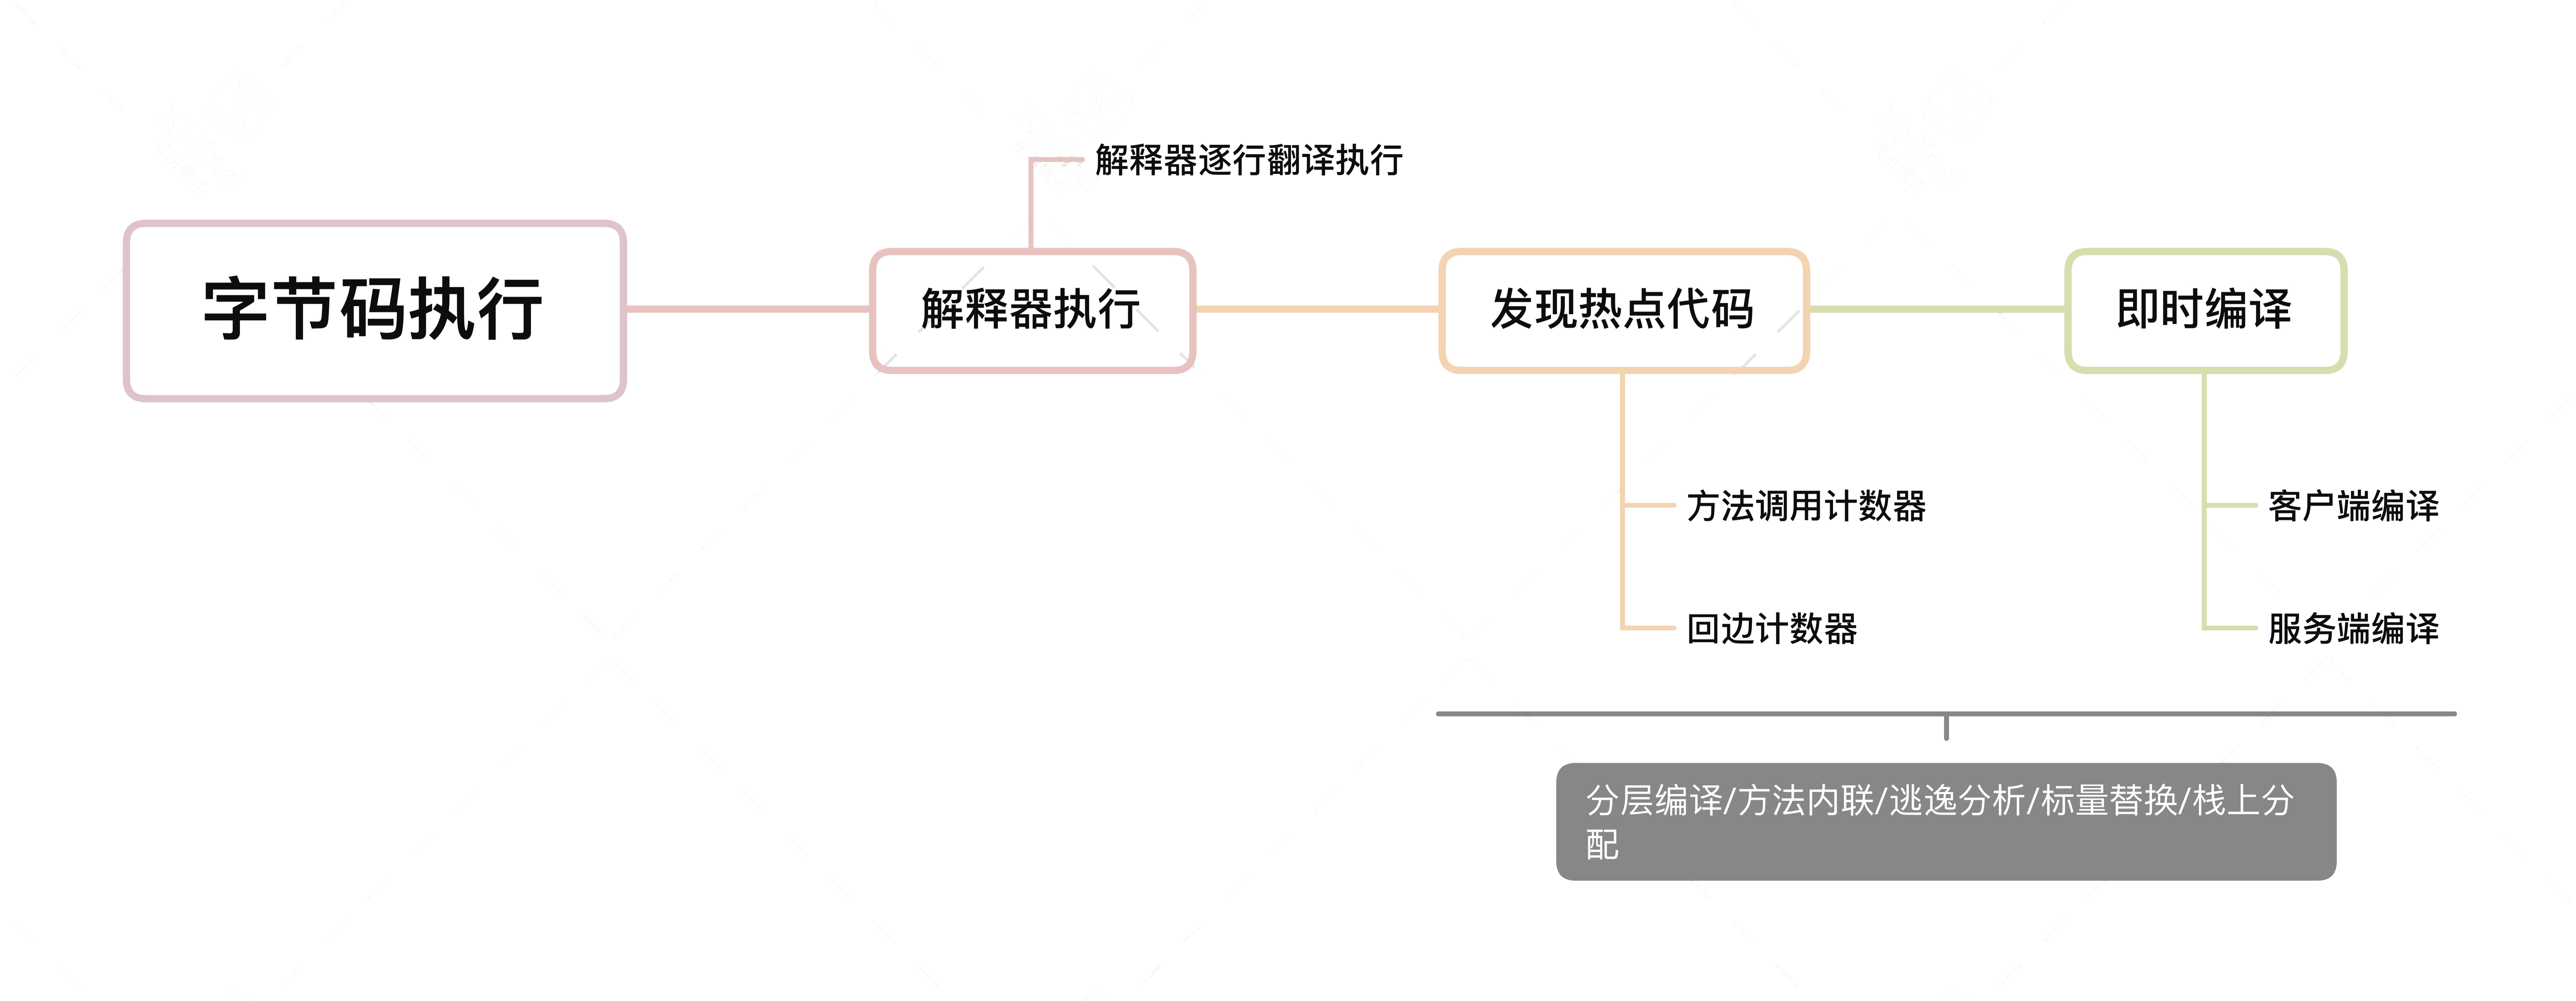 解释器逐行翻译执行
字节码执行
解释器执行
发现热点代码
即时编译
方法调用计数器
客户端编译
回边计数器
服务端编译
分层编译/方法内联/逃逸分析/标量替换/栈上分
配